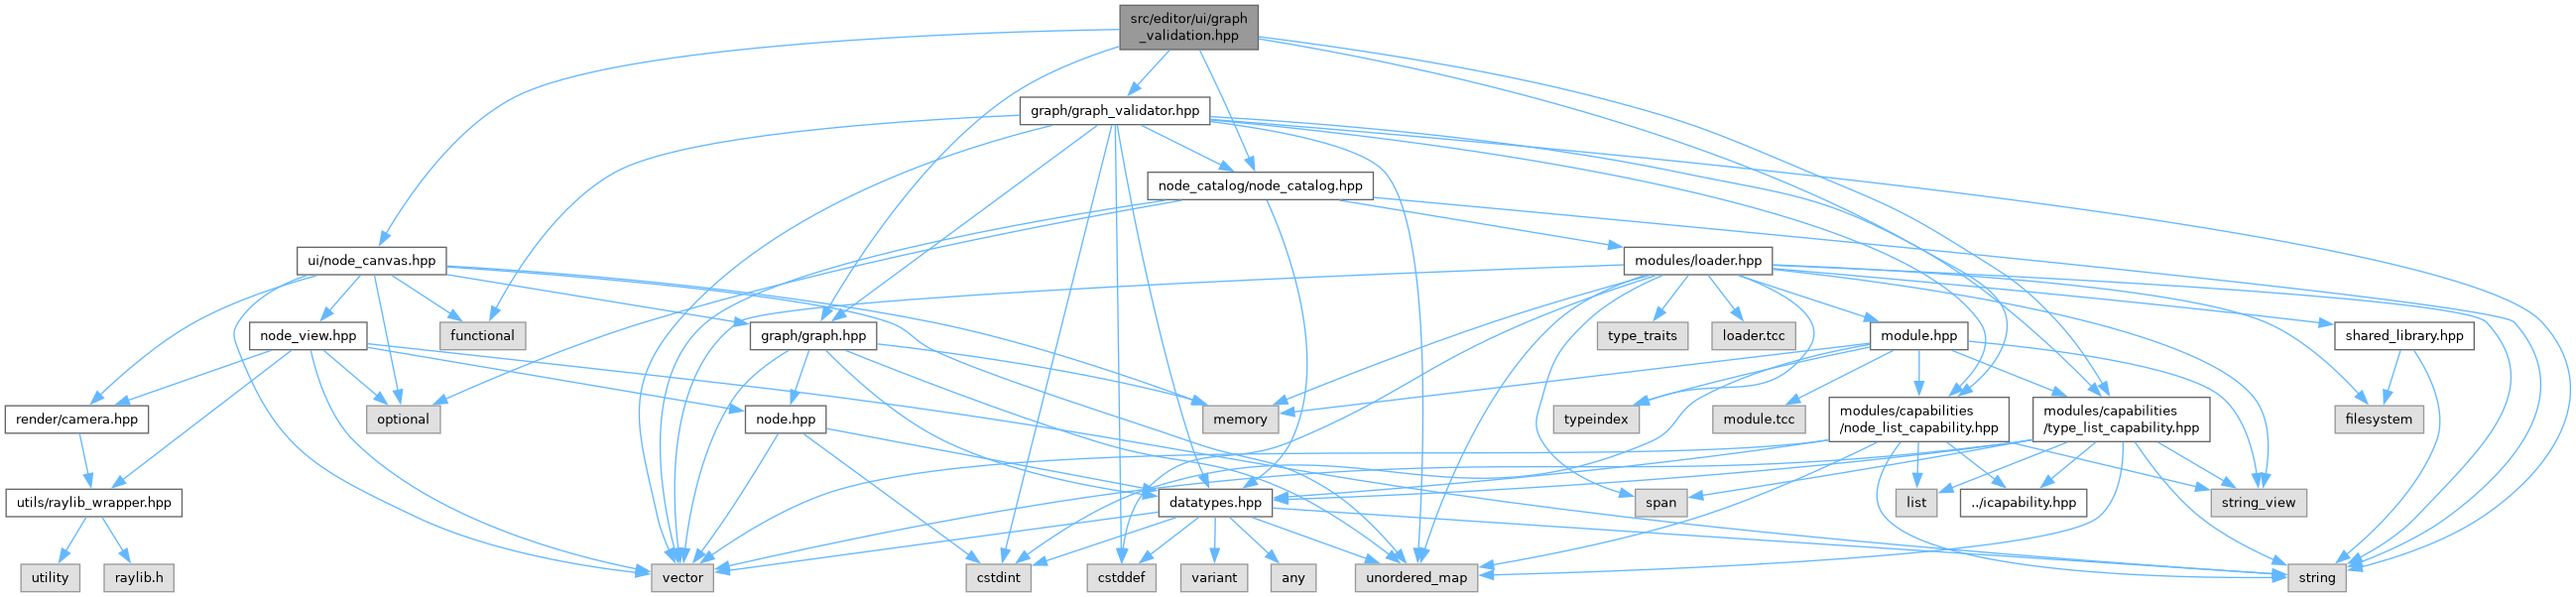 src/editor/ui/graph
_validation.hpp
graph/graph_validator.hpp
node_catalog/node_catalog.hpp
ui/node_canvas.hpp
modules/loader.hpp
node_view.hpp
functional
graph/graph.hpp
type_traits
loader.tcc
module.hpp
shared_library.hpp
render/camera.hpp
optional
node.hpp
memory
typeindex
module.tcc
modules/capabilities
/node_list_capability.hpp
modules/capabilities
/type_list_capability.hpp
filesystem
utils/raylib_wrapper.hpp
datatypes.hpp
span
list
../icapability.hpp
string_view
utility
raylib.h
vector
cstdint
cstddef
variant
any
unordered_map
string